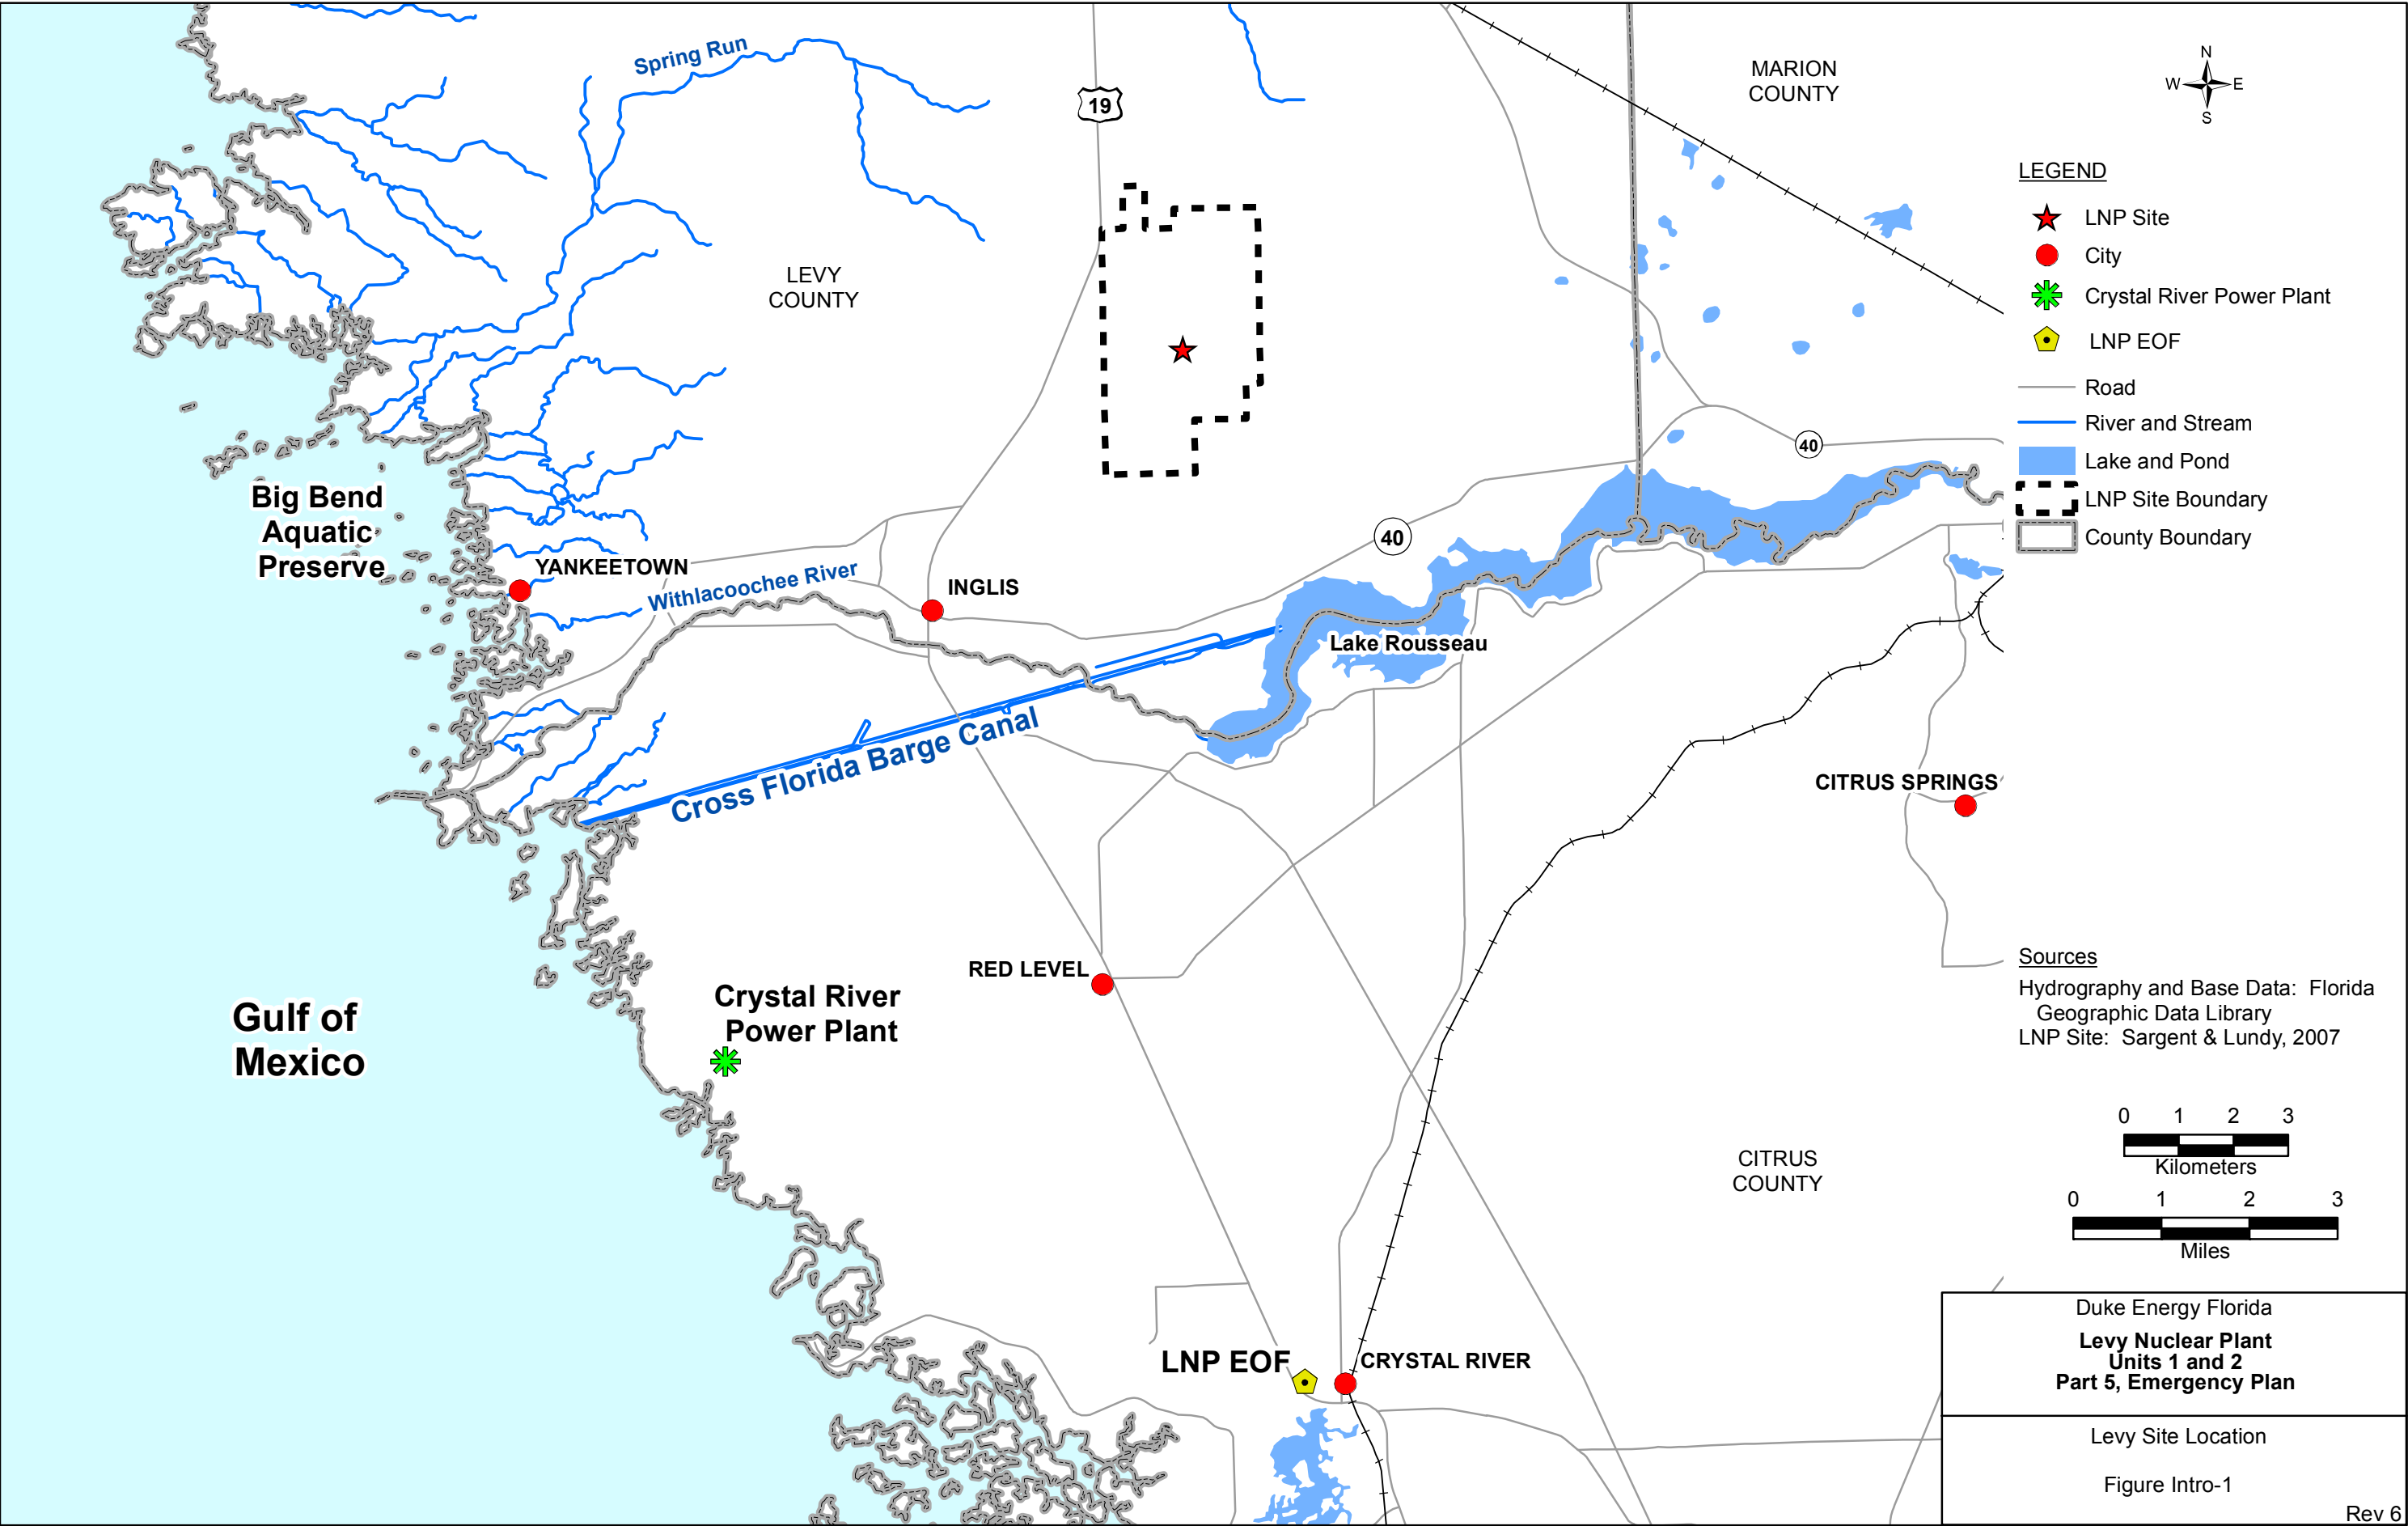 Spring Run
19
MARION
COUNTY
N
W
E
S
LEVY
COUNTY
LEGEND
LNP Site
City
Crystal River Power Plant
LNP EOF
Road
River and Stream
Lake and Pond
LNP Site Boundary
County Boundary
40
40
Big Bend
Aquatic
Preserve
YANKEETOWN
Withlacoochee River
INGLIS
Lake Rousseau
Cross Florida Barge Canal
CITRUS SPRINGS
RED LEVEL
Crystal River
Power Plant
Gulf of
Mexico
Sources
Hydrography and Base Data: Florida
Geographic Data Library
LNP Site: Sargent & Lundy, 2007
0 1 2 3
Kilometers
0 1 2 3
Miles
CITRUS
COUNTY
LNP EOF
CRYSTAL RIVER
Duke Energy Florida
Levy Nuclear Plant
Units 1 and 2
Part 5, Emergency Plan
Levy Site Location
Figure Intro-1
Rev 6